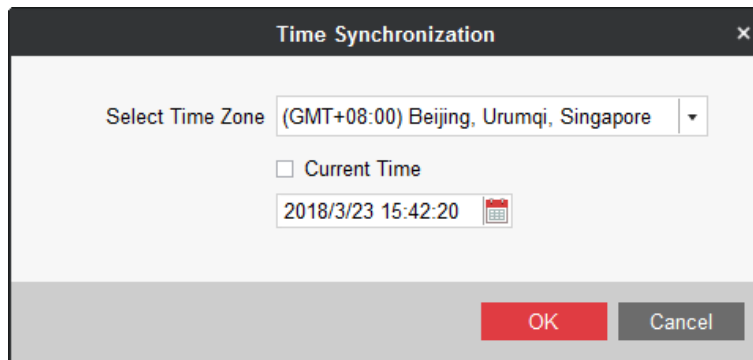 Time Synchronization
Select Time Zone (GMT+08:00) Beijing, Urumqi, Singapore
Current Time
2018/3/23 15:42:20
OK Cancel